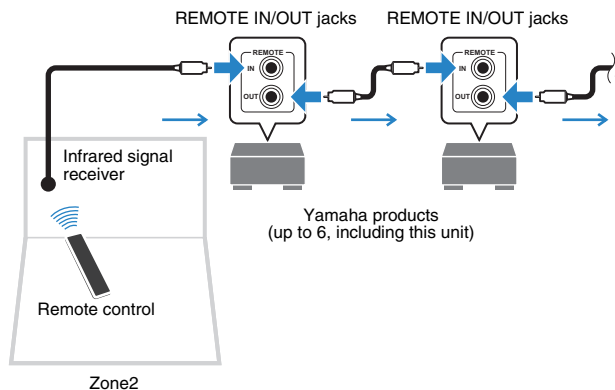 REMOTE IN/OUT jacks
REMOTE IN/OUT jacks
REMOTE
IN
OUT
REMOTE
IN
OUT
Infrared signal
receiver
Yamaha products
(up to 6, including this unit)
Remote control
Zone2